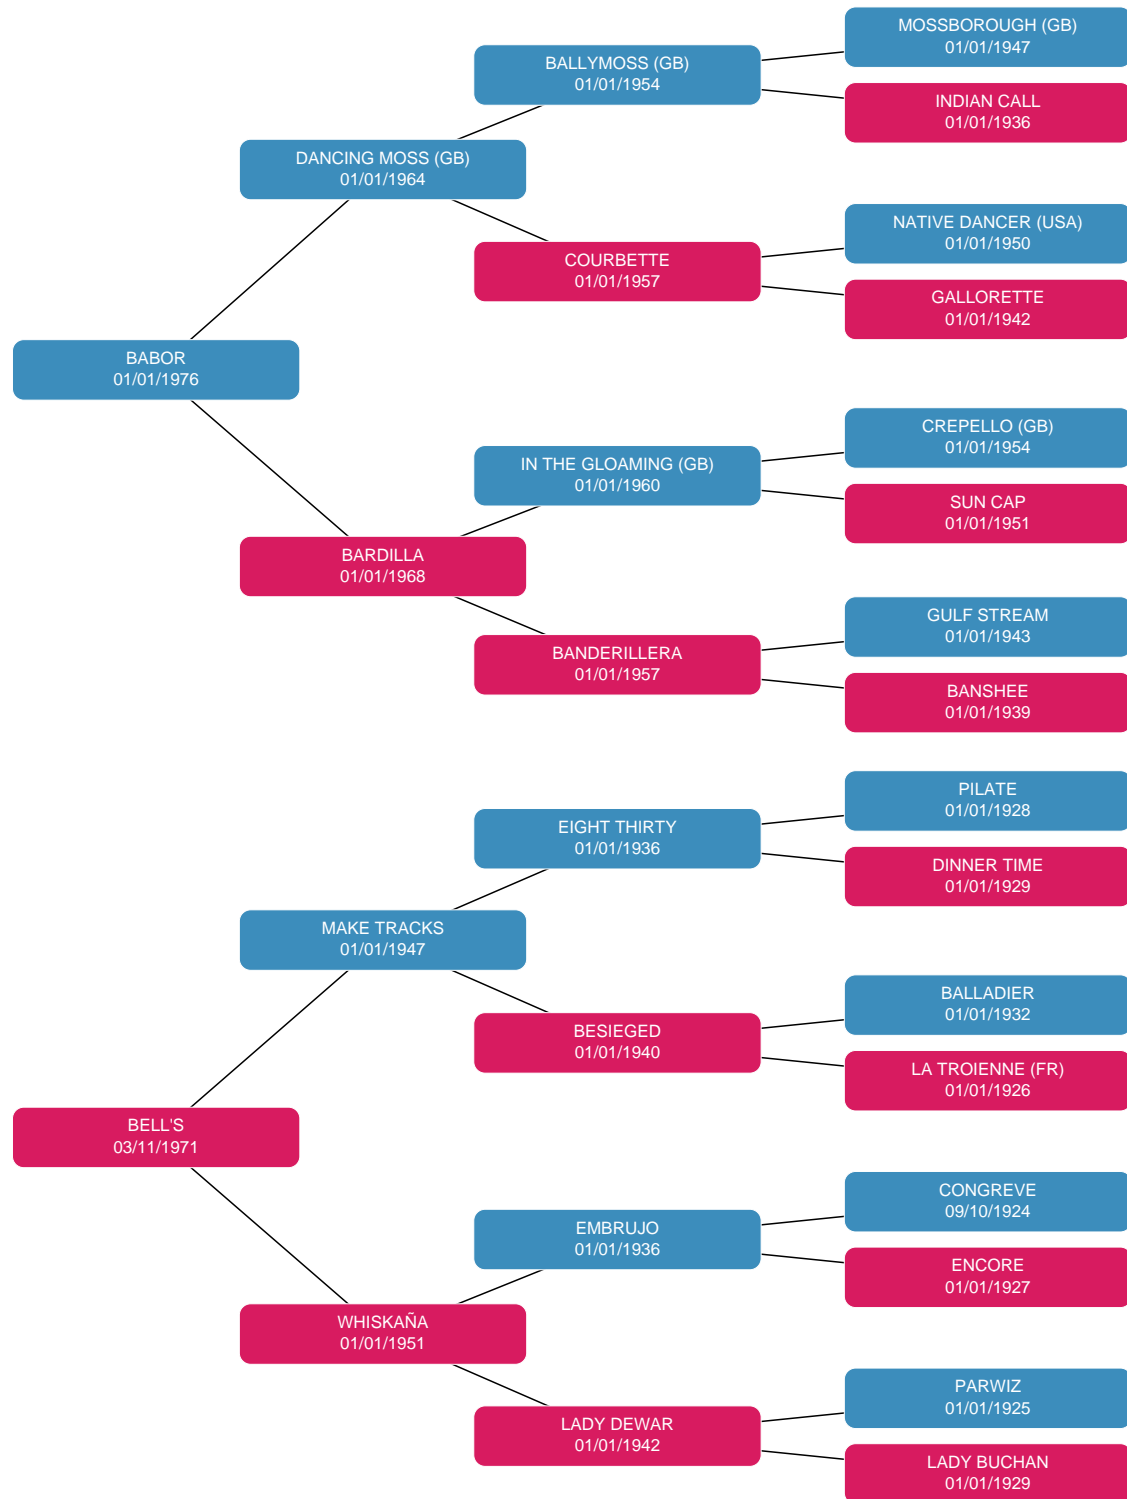 MOSSBOROUGH (GB)
01/01/1947
BALLYMOSS (GB)
01/01/1954
INDIAN CALL
01/01/1936
DANCING MOSS (GB)
01/01/1964
NATIVE DANCER (USA)
01/01/1950
COURBETTE
01/01/1957
GALLORETTE
01/01/1942
BABOR
01/01/1976
CREPELLO (GB)
01/01/1954
IN THE GLOAMING (GB)
01/01/1960
SUN CAP
01/01/1951
BARDILLA
01/01/1968
GULF STREAM
01/01/1943
BANDERILLERA
01/01/1957
BANSHEE
01/01/1939
PILATE
01/01/1928
EIGHT THIRTY
01/01/1936
DINNER TIME
01/01/1929
MAKE TRACKS
01/01/1947
BALLADIER
01/01/1932
BESIEGED
01/01/1940
LA TROIENNE (FR)
01/01/1926
BELL'S
03/11/1971
CONGREVE
09/10/1924
EMBRUJO
01/01/1936
ENCORE
01/01/1927
WHISKAÑA
01/01/1951
PARWIZ
01/01/1925
LADY DEWAR
01/01/1942
LADY BUCHAN
01/01/1929